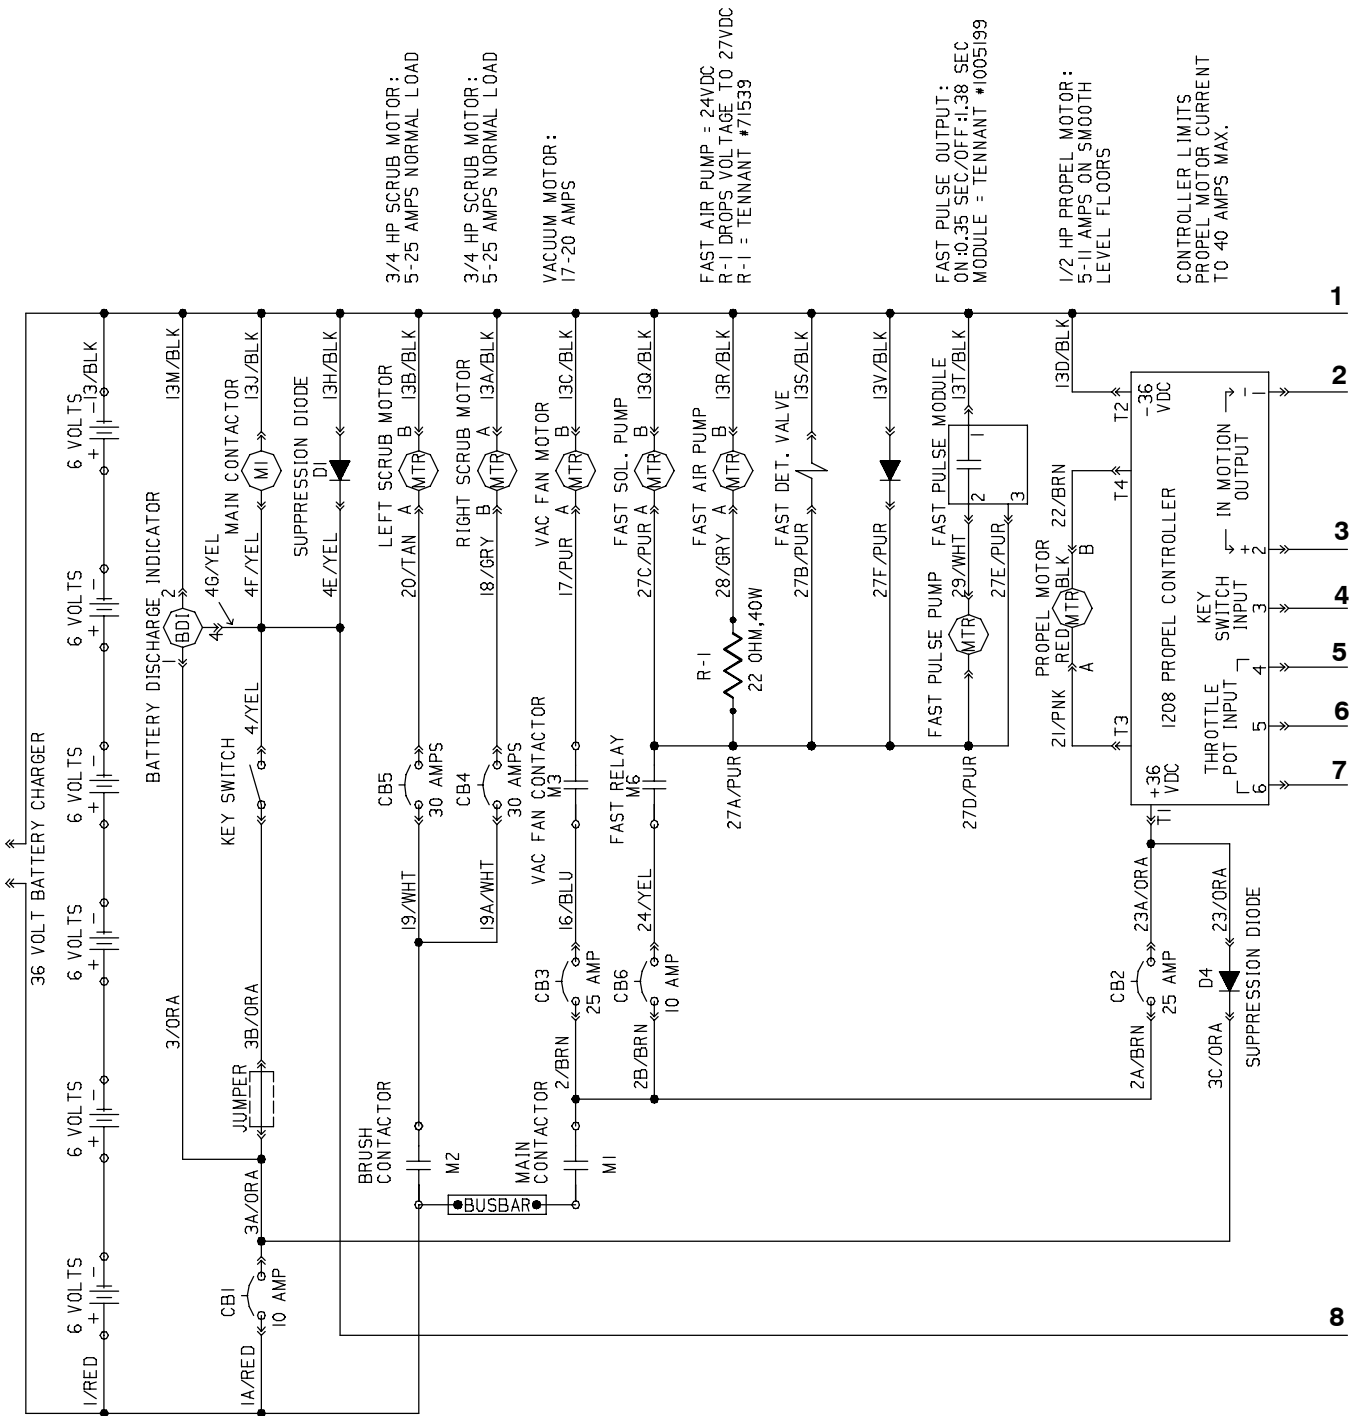 36 VOLT BATTERY CHARGER
1/RED
6 VOLTS
+ -
6 VOLTS
+ -
6 VOLTS
+ -
6 VOLTS
+ -
6 VOLTS
+ -
6 VOLTS
+ -
13/BLK
BATTERY DISCHARGE INDICATOR
3/ORA
1
BDI
2
4
4G/YEL
13M/BLK
1A/RED
CB1
10 AMP
3A/ORA
JUMPER
3B/ORA
KEY SWITCH
4/YEL
4F/YEL
MAIN CONTACTOR
M1
13J/BLK
SUPPRESSION DIODE
D1
4E/YEL
13H/BLK
BRUSH
CONTACTOR
M2
BUSBAR
19/WHT
CB5
30 AMPS
20/TAN
LEFT SCRUB MOTOR
A
MTR
B
13B/BLK
3/4 HP SCRUB MOTOR:
5-25 AMPS NORMAL LOAD
19A/WHT
CB4
30 AMPS
18/GRY
RIGHT SCRUB MOTOR
B
MTR
A
13A/BLK
3/4 HP SCRUB MOTOR:
5-25 AMPS NORMAL LOAD
MAIN
CONTACTOR
M1
2/BRN
CB3
25 AMP
16/BLU
VAC FAN CONTACTOR
M3
17/PUR
VAC FAN MOTOR
A
MTR
B
13C/BLK
VACUUM MOTOR:
17-20 AMPS
2B/BRN
CB6
10 AMP
24/YEL
FAST RELAY
M6
27C/PUR
FAST SOL. PUMP
A
MTR
B
13Q/BLK
27A/PUR
R-1
22 OHM,40W
28/GRY
FAST AIR PUMP
A
MTR
B
13R/BLK
FAST AIR PUMP = 24VDC
R-1 DROPS VOLTAGE TO 27VDC
R-1 = TENNANT #71539
27B/PUR
FAST DET. VALVE
13S/BLK
27F/PUR
13V/BLK
27D/PUR
FAST PULSE PUMP
MTR
29/WHT
27E/PUR
FAST PULSE MODULE
2
1
3
13T/BLK
FAST PULSE OUTPUT:
ON:0.35 SEC/OFF:1.38 SEC
MODULE = TENNANT #1005199
21/PNK
PROPEL MOTOR
A
RED
MTR
BLK
B
22/BRN
13D/BLK
1/2 HP PROPEL MOTOR:
5-11 AMPS ON SMOOTH
LEVEL FLOORS
2A/BRN
CB2
25 AMP
23A/ORA
T1
T3
T4
T2
+36
VDC
1208 PROPEL CONTROLLER
-36
VDC
THROTTLE
POT INPUT
KEY
SWITCH
INPUT
IN MOTION
OUTPUT
+ -
6
5
4
3
2
1
3C/ORA
D4
23/ORA
SUPPRESSION DIODE
CONTROLLER LIMITS
PROPEL MOTOR CURRENT
TO 40 AMPS MAX.
1
2
3
4
5
6
7
8